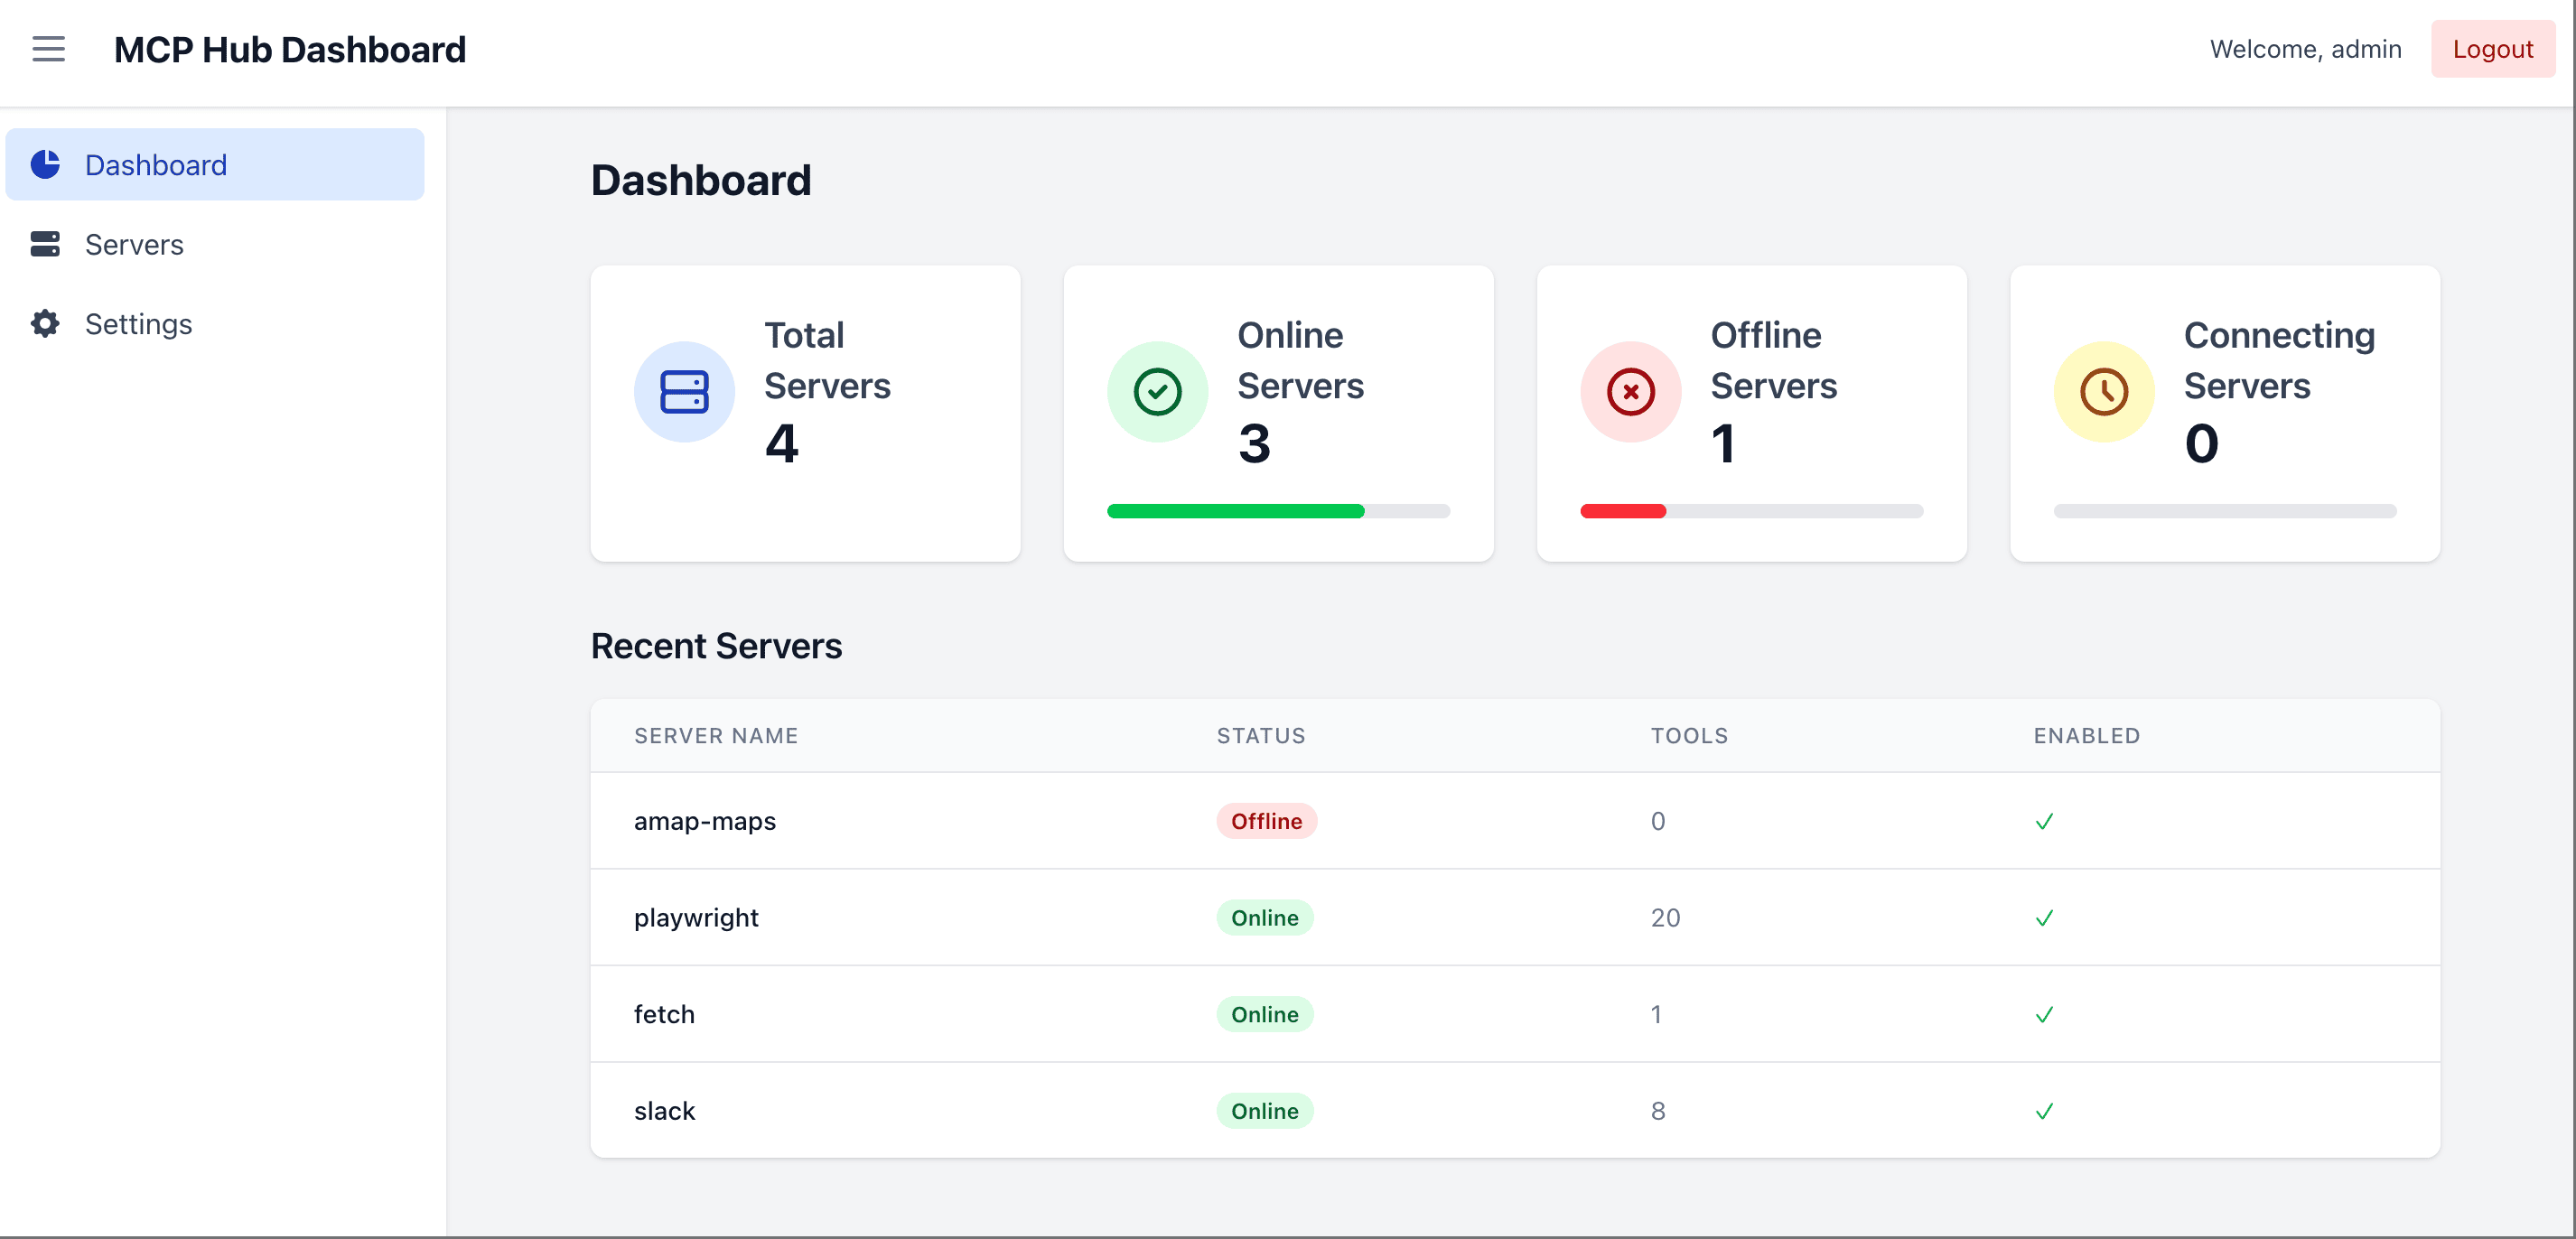 MCP Hub Dashboard
Welcome, admin
Logout
Dashboard
Servers
Settings
Dashboard
Total
Servers
4
Online
Servers
3
Offline
Servers
1
Connecting
Servers
0
Recent Servers
SERVER NAME STATUS TOOLS ENABLED
amap-maps Offline 0
playwright Online 20
fetch Online 1
slack Online 8